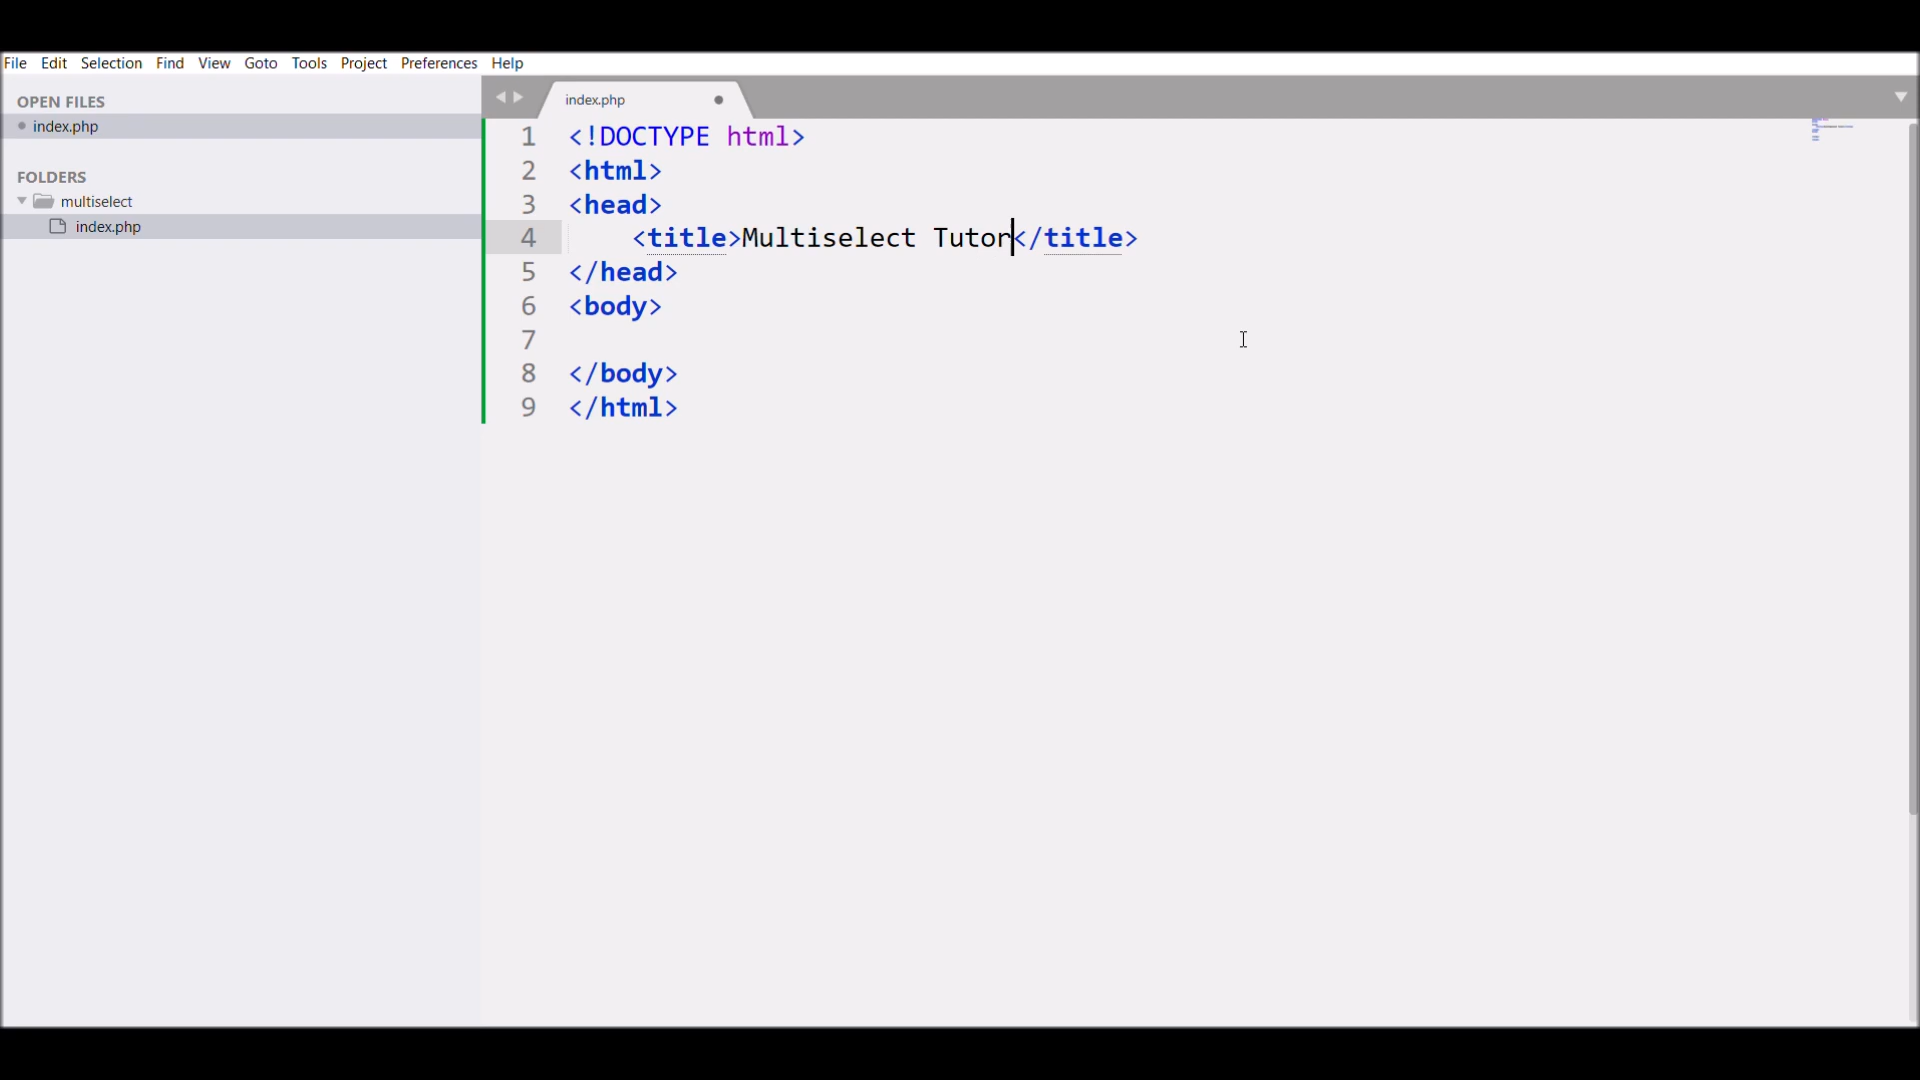 File Edit Selection Find View Goto Tools Project Preferences Help
OPEN FILES
index.php
FOLDERS
multiselect
index.php
index.php
1 <!DOCTYPE html>
2 <html>
3 <head>
4 <title>Multiselect Tutor</title>
5 </head>
6 <body>
7
8 </body>
9 </html>